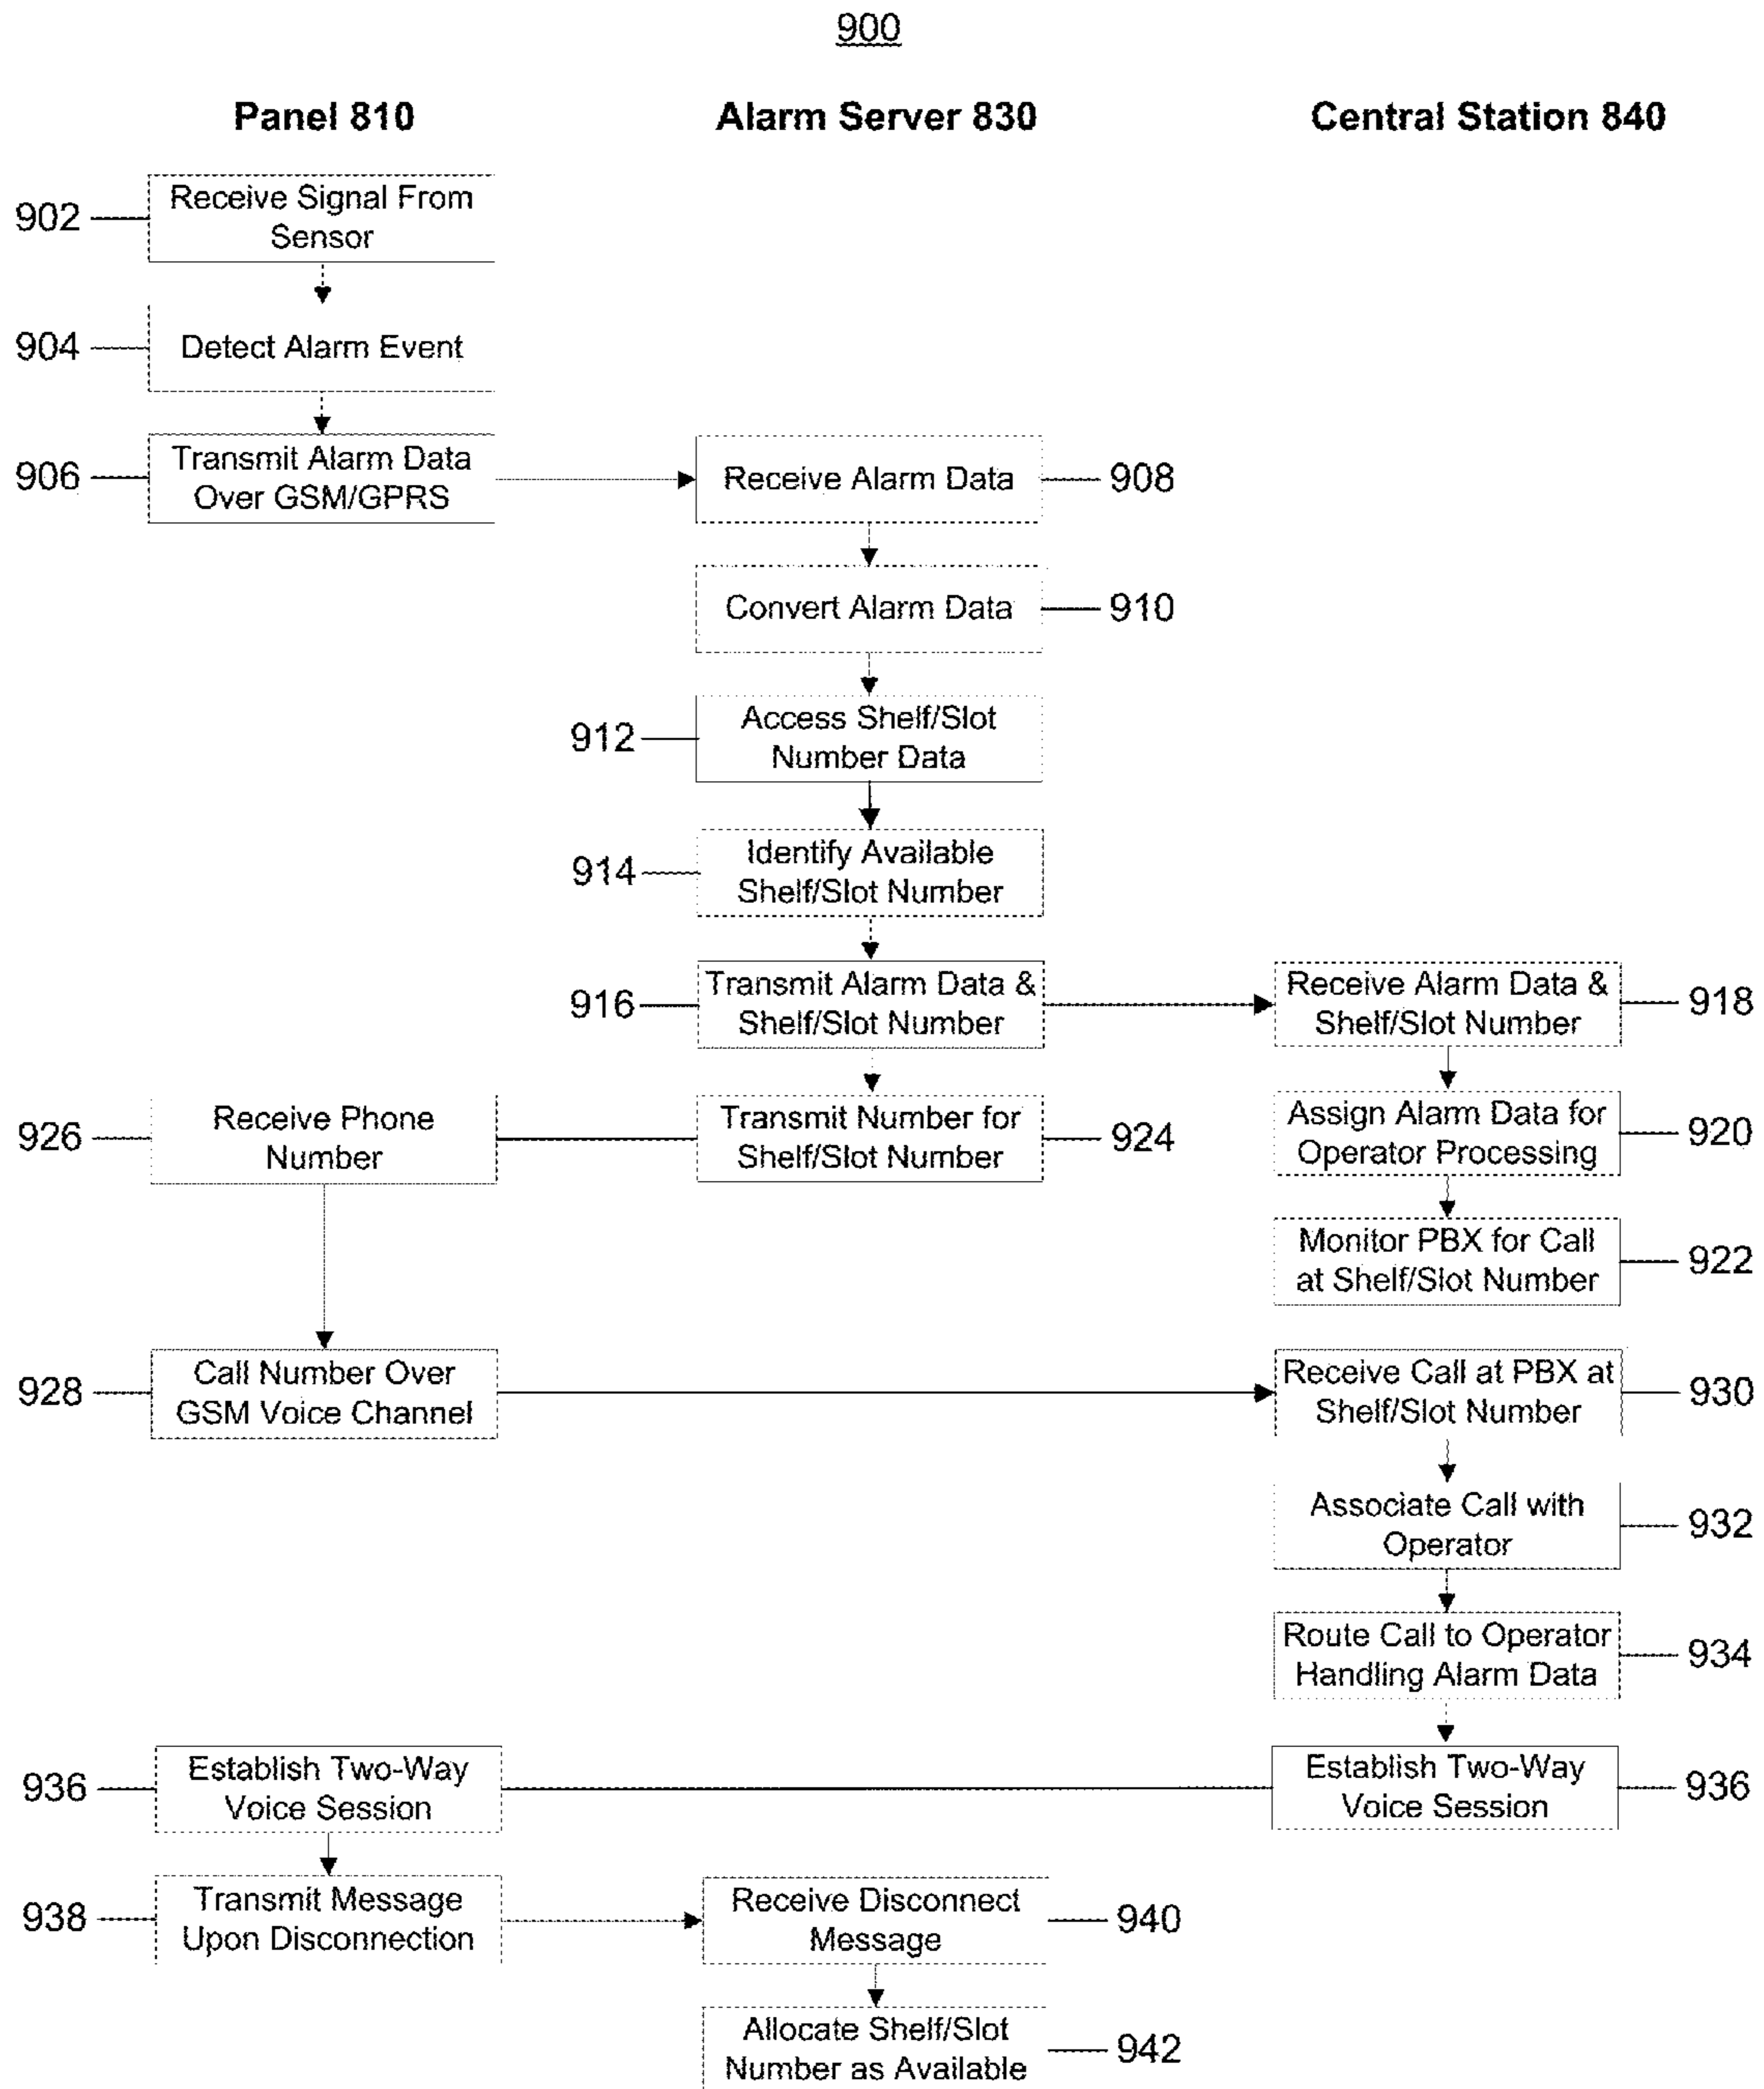 900
Panel 810
Alarm Server 830
Central Station 840
902
Receive Signal From
Sensor
904
Detect Alarm Event
906
Transmit Alarm Data
Over GSM/GPRS
Receive Alarm Data
908
Convert Alarm Data
910
912
Access Shelf/Slot
Number Data
914
Identify Available
Shelf/Slot Number
916
Transmit Alarm Data &
Shelf/Slot Number
Receive Alarm Data &
Shelf/Slot Number
918
926
Receive Phone
Number
Transmit Number for
Shelf/Slot Number
924
Assign Alarm Data for
Operator Processing
920
Monitor PBX for Call
at Shelf/Slot Number
922
928
Call Number Over
GSM Voice Channel
Receive Call at PBX at
Shelf/Slot Number
930
Associate Call with
Operator
932
Route Call to Operator
Handling Alarm Data
934
936
Establish Two-Way
Voice Session
Establish Two-Way
Voice Session
936
938
Transmit Message
Upon Disconnection
Receive Disconnect
Message
940
Allocate Shelf/Slot
Number as Available
942